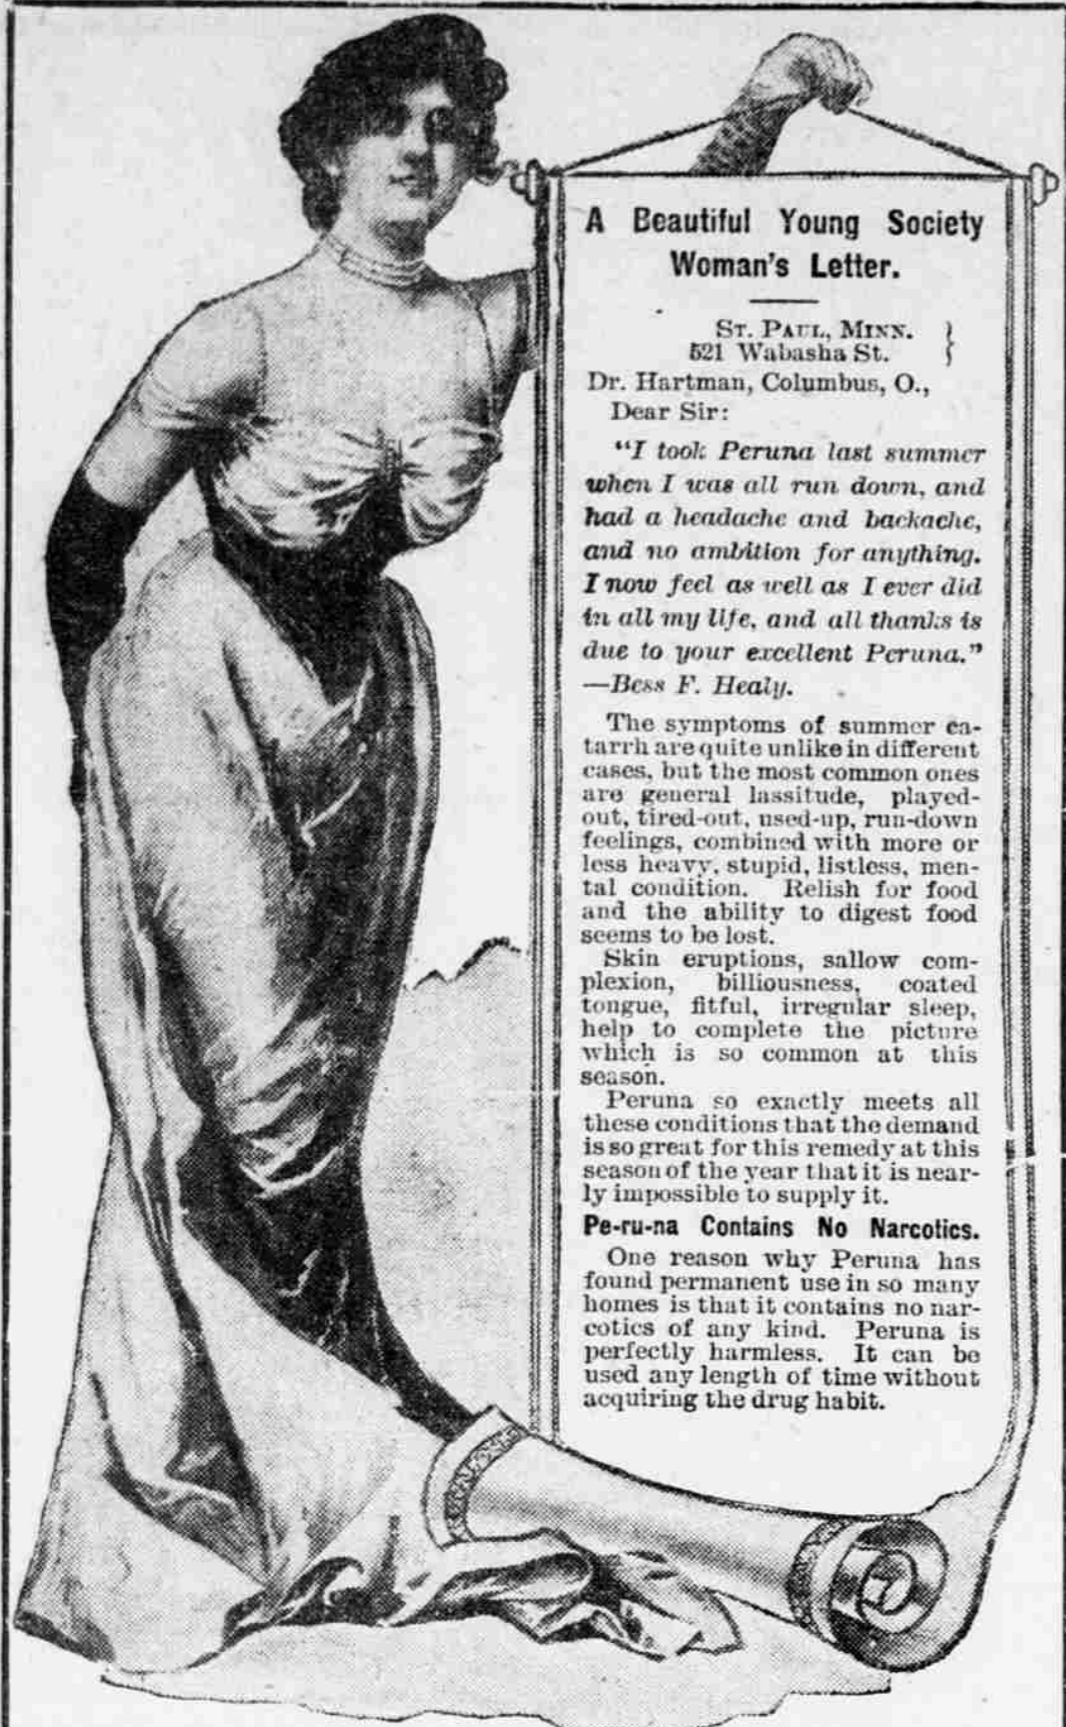 A Beautiful Young Society
Woman's Letter.
ST. PAUL, MINN.
521 Wabasha St.
Dr. Hartman, Columbus, O.,
Dear Sir:
"I took Peruna last summer
when I was all run down, and
had a headache and backache,
and no ambition for anything.
I now feel as well as I ever did
in all my life, and all thanks is
due to your excellent Peruna."
—Bess F. Healy.
The symptoms of summer ca-
tarrh are quite unlike in different
cases, but the most common ones
are general lassitude, played-
out, tired-out, used-up, run-down
feelings, combined with more or
less heavy, stupid, listless, men-
tal condition. Relish for food
and the ability to digest food
seems to be lost.
Skin eruptions, sallow com-
plexion, billiousness, coated
tongue, fitful, irregular sleep,
help to complete the picture
which is so common at this
season.
Peruna so exactly meets all
these conditions that the demand
is so great for this remedy at this
season of the year that it is near-
ly impossible to supply it.
Pe-ru-na Contains No Narcotics.
One reason why Peruna has
found permanent use in so many
homes is that it contains no nar-
cotics of any kind. Peruna is
perfectly harmless. It can be
used any length of time without
acquiring the drug habit.